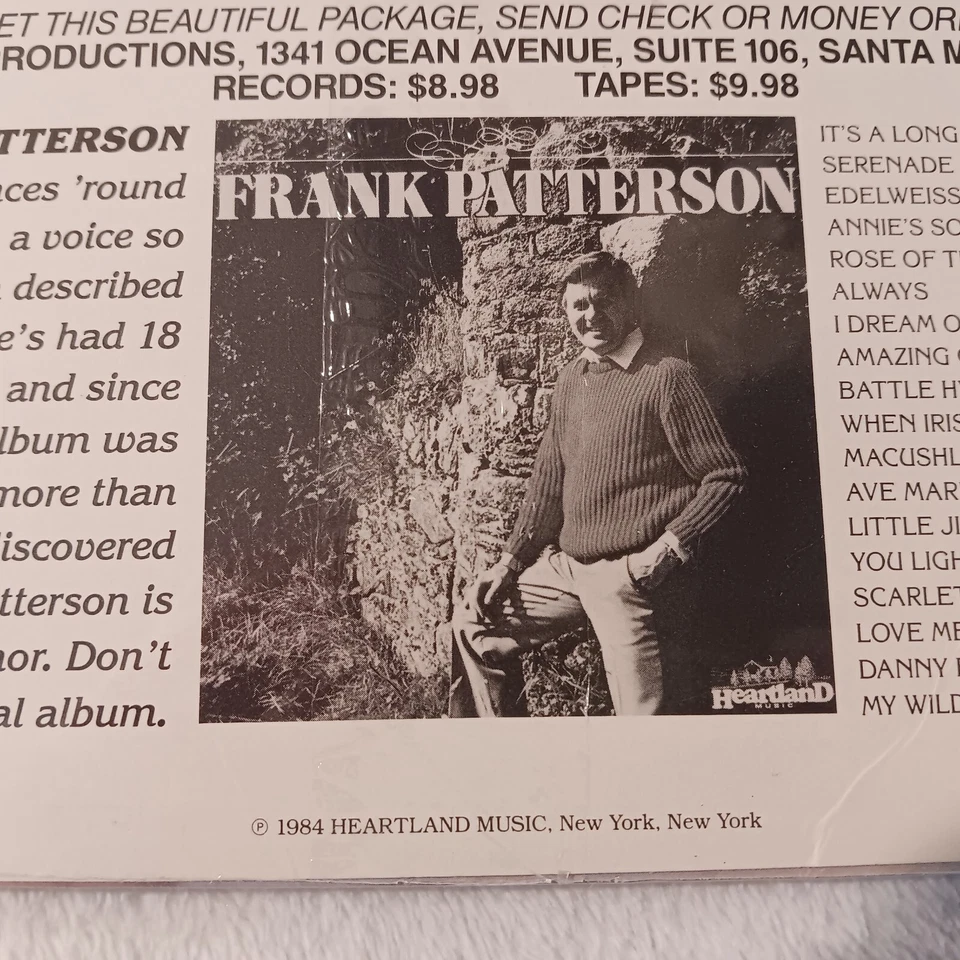 ET THIS BEAUTIFUL PACKAGE, SEND CHECK OR MONEY OR
RODUCTIONS, 1341 OCEAN AVENUE, SUITE 106, SANTA M
RECORDS: $8.98 TAPES: $9.98
TTERSON
nces 'round
a voice so
described
e's had 18
and since
lbum was
more than
iscovered
tterson is
or. Don't
al album.
FRANK PATTERSON
HeartlanD
MUSIC
IT'S A LONG
SERENADE
EDELWEISS
ANNIE'S SO
ROSE OF T
ALWAYS
I DREAM O
AMAZING
BATTLE H
WHEN IRIS
MACUSHL
AVE MAR
LITTLE JI
YOU LIGH
SCARLET
LOVE ME
DANNY
MY WILD
℗ 1984 HEARTLAND MUSIC, New York, New York